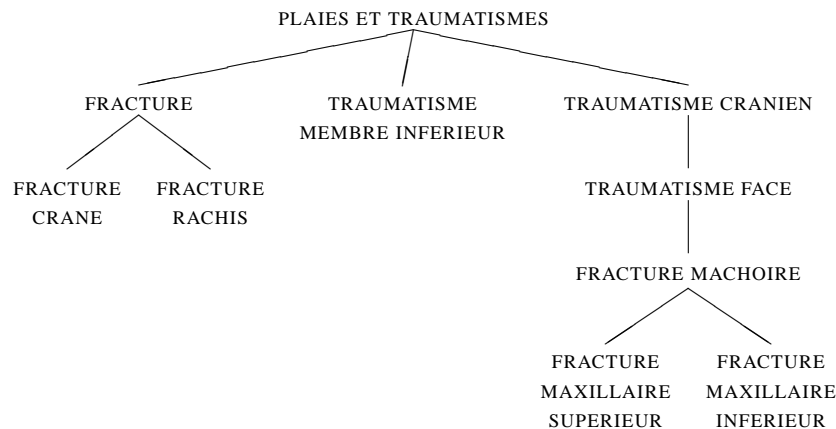 PLAIES ET TRAUMATISMES
FRACTURE
TRAUMATISME
MEMBRE INFERIEUR
TRAUMATISME CRANIEN
FRACTURE
CRANE
FRACTURE
RACHIS
TRAUMATISME FACE
FRACTURE MACHOIRE
FRACTURE
MAXILLAIRE
SUPERIEUR
FRACTURE
MAXILLAIRE
INFERIEUR